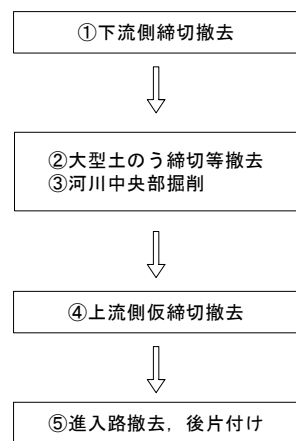 ①下流側締切撤去
②大型土のう締切等撤去
③河川中央部掘削
④上流側仮締切撤去
⑤進入路撤去，後片付け